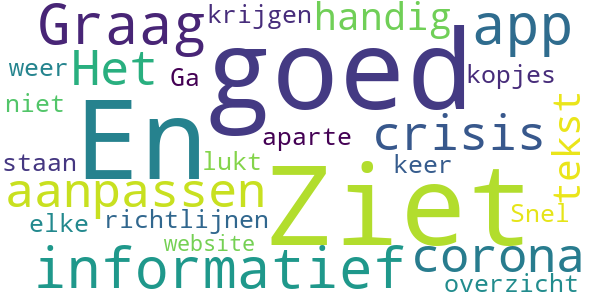 Graag krijgen handig app
weer Het Ga goed kopjes
niet En aparte crisis tekst
staan lukt keer
aanpassen Ziet
elke richtlijnen Snel
website corona
informatief overzicht